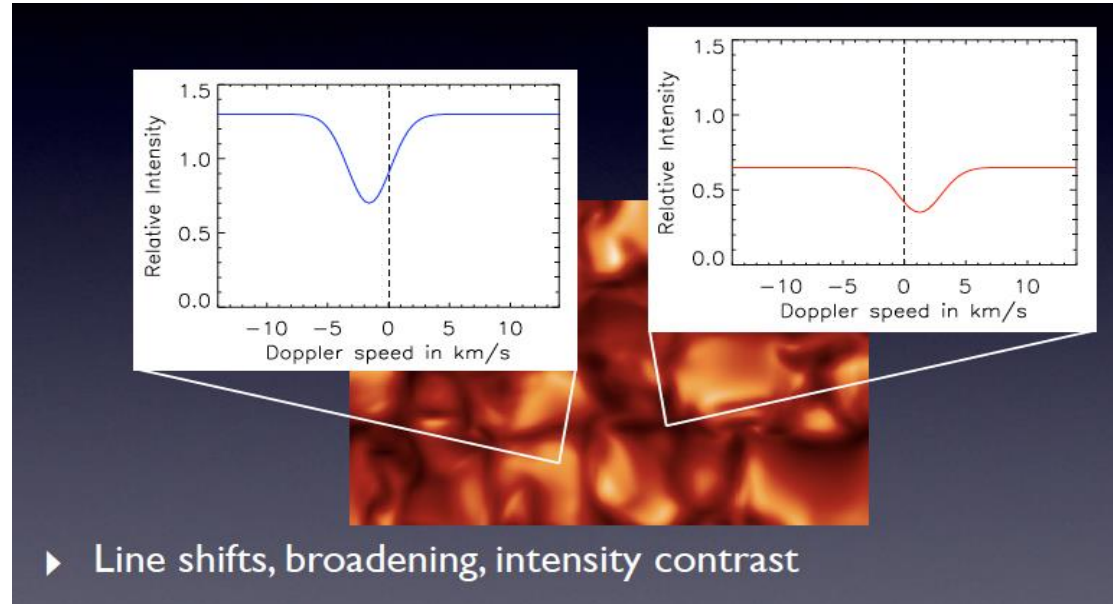 1.5
1.0
0.5
0.0
Relative Intensity
−10 −5 0 5 10
Doppler speed in km/s
1.5
1.0
0.5
0.0
Relative Intensity
−10 −5 0 5 10
Doppler speed in km/s
Line shifts, broadening, intensity contrast